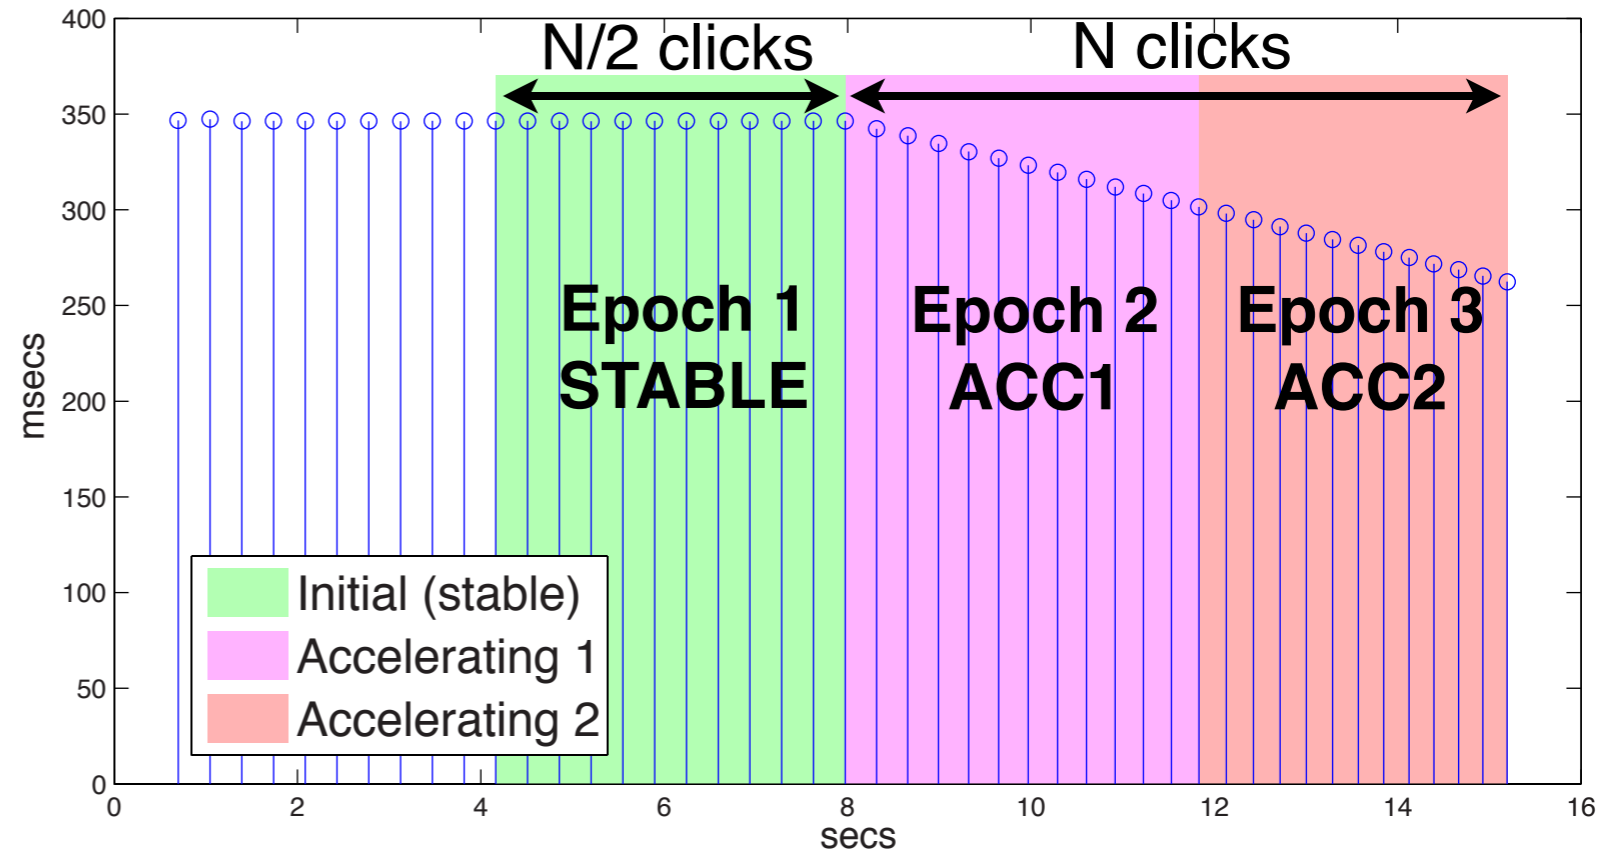 N/2 clicks
N clicks
400
350
300
250
200
150
100
50
0
msecs
Epoch 1
STABLE
Epoch 2
ACC1
Epoch 3
ACC2
Initial (stable)
Accelerating 1
Accelerating 2
0 2 4 6 8 10 12 14 16
secs